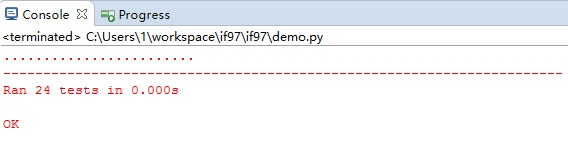 Console Progress
<terminated> C:\Users\1\workspace\if97\if97\demo.py
........................
----------------------------------------------------------------------
Ran 24 tests in 0.000s
OK